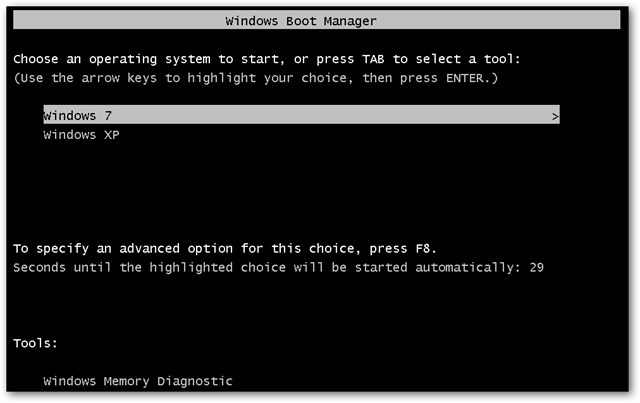 Windows Boot Manager
Choose an operating system to start, or press TAB to select a tool:
(Use the arrow keys to highlight your choice, then press ENTER.)
Windows 7 >
Windows XP
To specify an advanced option for this choice, press F8.
Seconds until the highlighted choice will be started automatically: 29
Tools:
Windows Memory Diagnostic